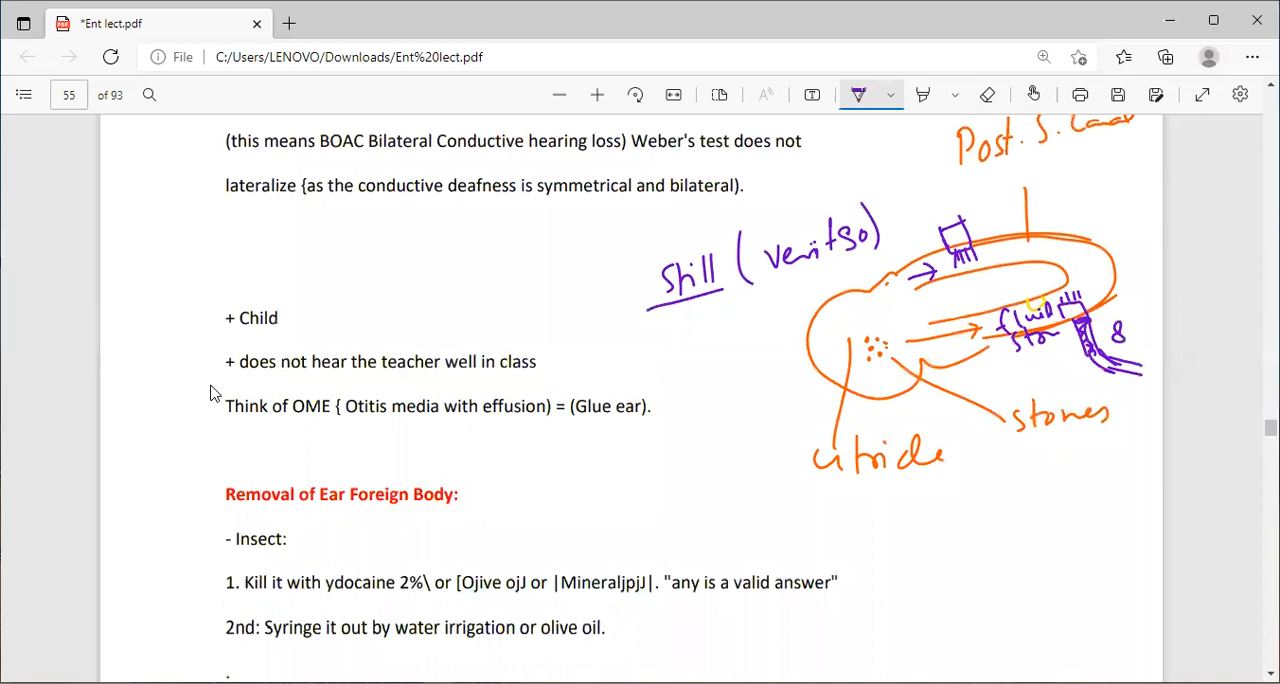 *Ent lect.pdf
File
C:/Users/LENOVO/Downloads/Ent%20lect.pdf
55 of 93
Post. S. Canal
(this means BOAC Bilateral Conductive hearing loss) Weber's test does not
lateralize {as the conductive deafness is symmetrical and bilateral).
Still (
fluid
8
+ Child
+ does not hear the teacher well in class
Think of OME { Otitis media with effusion) = (Glue ear).
stones
utricle
Removal of Ear Foreign Body:
- Insect:
1. Kill it with ydocaine 2%\ or [Ojive ojJ or |MineraljpjJ|. "any is a valid answer"
2nd: Syringe it out by water irrigation or olive oil.